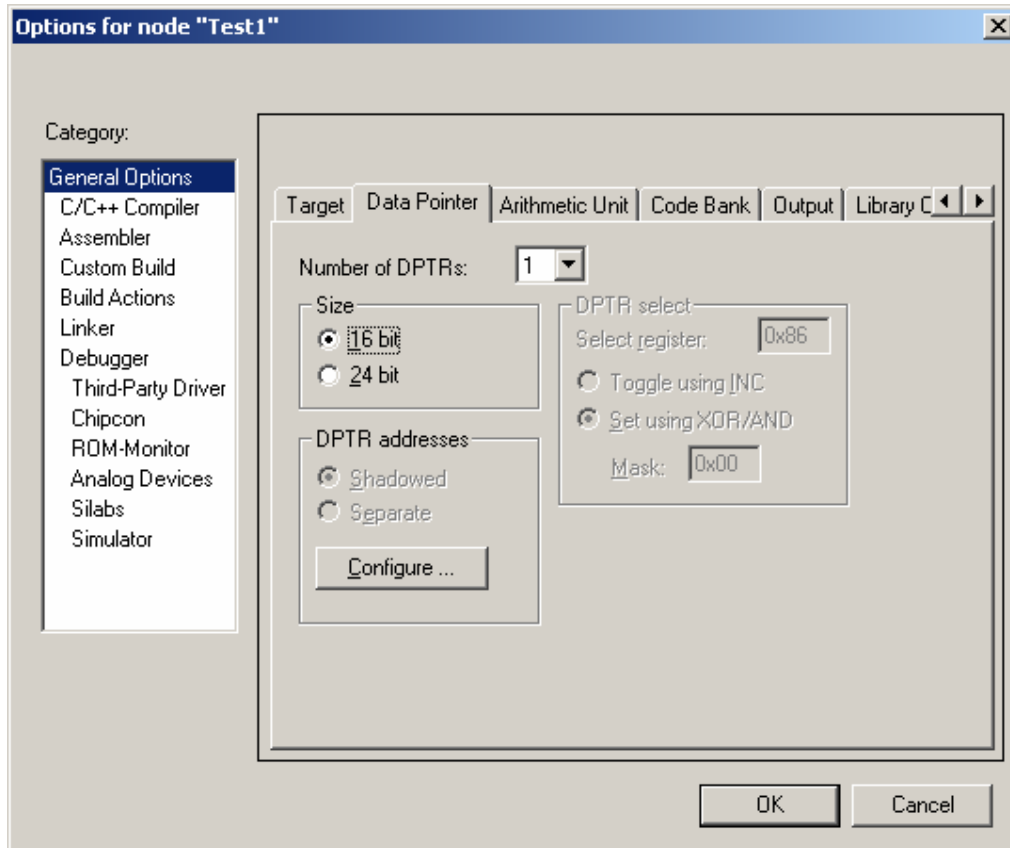 Options for node "Test1"
Category:
General Options
C/C++ Compiler
Assembler
Custom Build
Build Actions
Linker
Debugger
Third-Party Driver
Chipcon
ROM-Monitor
Analog Devices
Silabs
Simulator
Target Data Pointer Arithmetic Unit Code Bank Output Library C
Number of DPTRs: 1
Size
16 bit
24 bit
DPTR addresses
Shadowed
Separate
Configure ...
DPTR select
Select register: 0x86
Toggle using INC
Set using XOR/AND
Mask: 0x00
OK Cancel